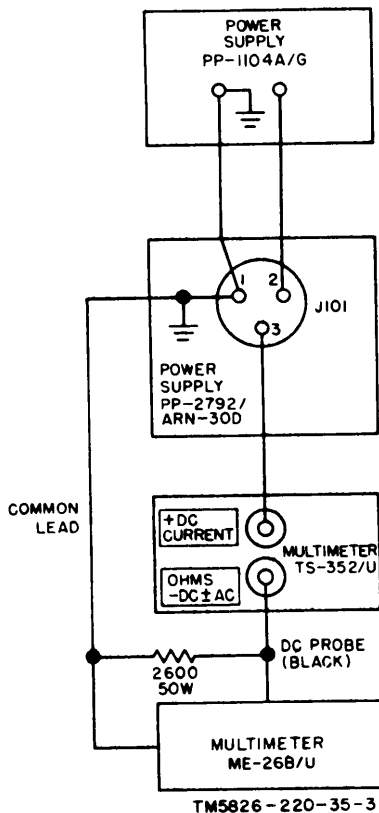 POWER
SUPPLY
PP-1104A/G
1
2
J101
3
POWER
SUPPLY
PP-2792/
ARN-30D
COMMON
LEAD
+DC
CURRENT
MULTIMETER
TS-352/U
OHMS
-DC±AC
DC PROBE
(BLACK)
2600
50W
MULTIMETER
ME-26B/U
TM5826-220-35-3